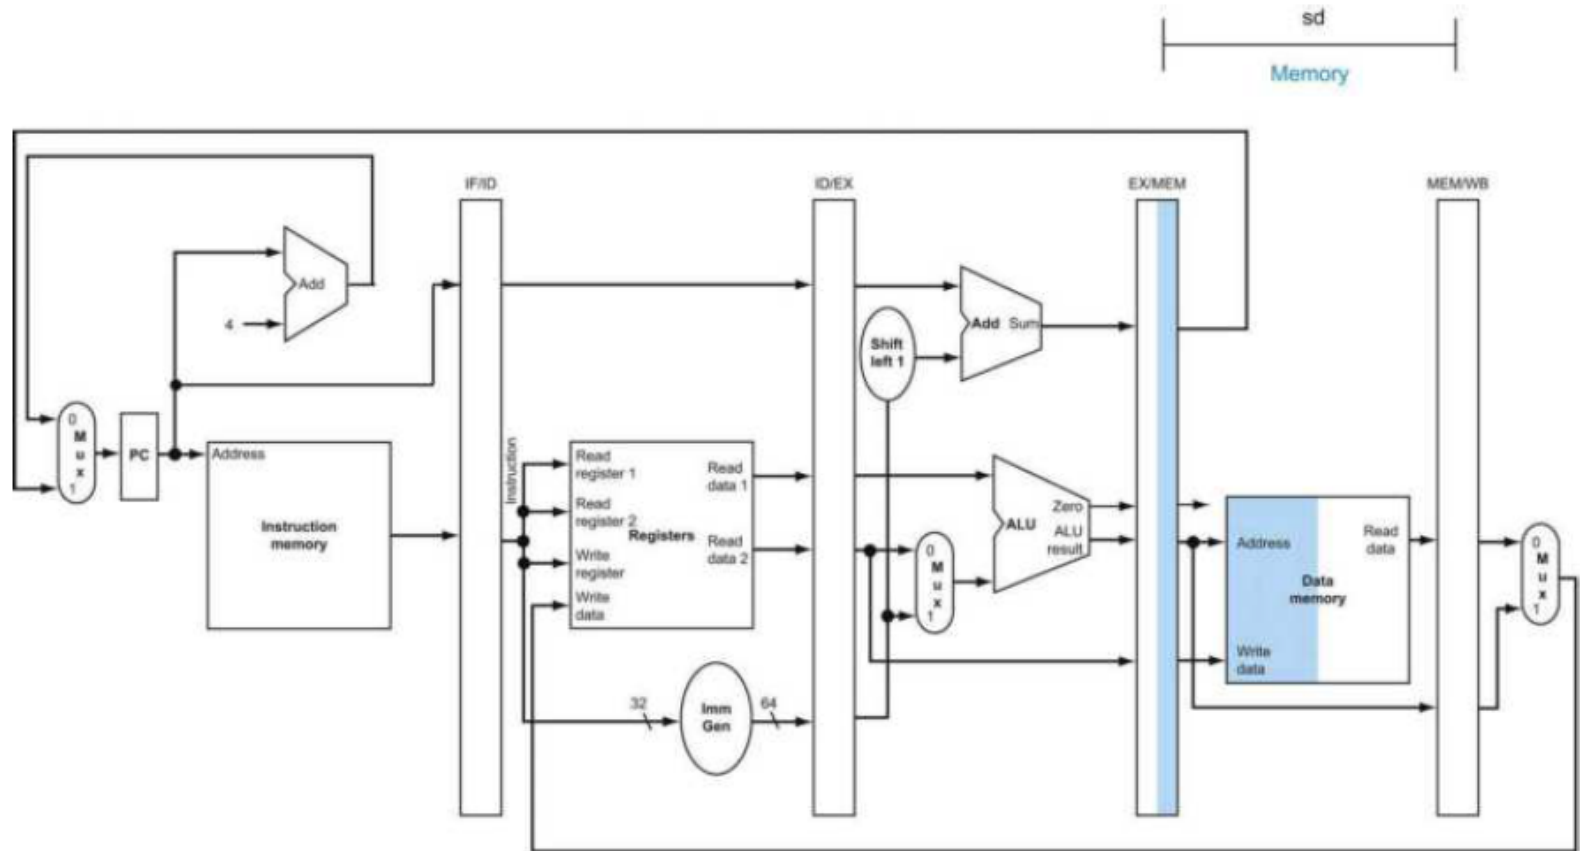 sd
Memory
IF/ID
ID/EX
EX/MEM
MEM/WB
Add
4
Add Sum
Shift
left 1
0
M
u
x
1
PC
Address
Instruction
memory
Instruction
Read
register 1
Read
register 2
Write
register
Write
data
Registers
Read
data 1
Read
data 2
0
M
u
x
1
ALU
Zero
ALU
result
Address
Write
data
Data
memory
Read
data
0
M
u
x
1
32
Imm
Gen
64